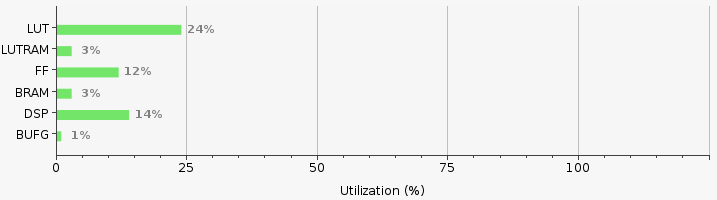 LUT 24%
LUTRAM 3%
FF 12%
BRAM 3%
DSP 14%
BUFG 1%
0 25 50 75 100
Utilization (%)